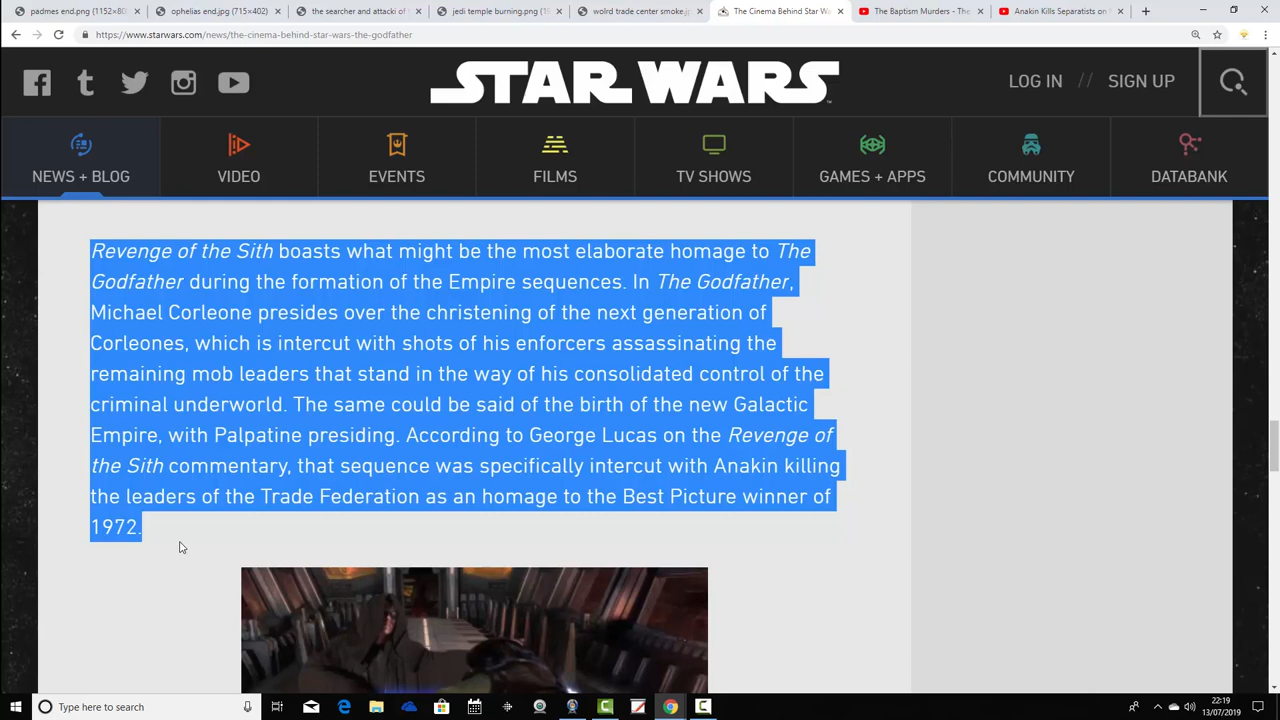 padmes end.png (1152×80
ophelias end.jpg (715×402)
the searcher and attackj of
jedi temple burning.png (1
wolrd trade center smoke.jp
The Cinema Behind Star War
The Baptism Murders - The
Anakin Kills Separatists on
https://www.starwars.com/news/the-cinema-behind-star-wars-the-godfather
STAR WARS
LOG IN // SIGN UP
NEWS + BLOG
VIDEO
EVENTS
FILMS
TV SHOWS
GAMES + APPS
COMMUNITY
DATABANK
Revenge of the Sith boasts what might be the most elaborate homage to The
Godfather during the formation of the Empire sequences. In The Godfather,
Michael Corleone presides over the christening of the next generation of
Corleones, which is intercut with shots of his enforcers assassinating the
remaining mob leaders that stand in the way of his consolidated control of the
criminal underworld. The same could be said of the birth of the new Galactic
Empire, with Palpatine presiding. According to George Lucas on the Revenge of
the Sith commentary, that sequence was specifically intercut with Anakin killing
the leaders of the Trade Federation as an homage to the Best Picture winner of
1972.
Type here to search
22:19
13/07/2019